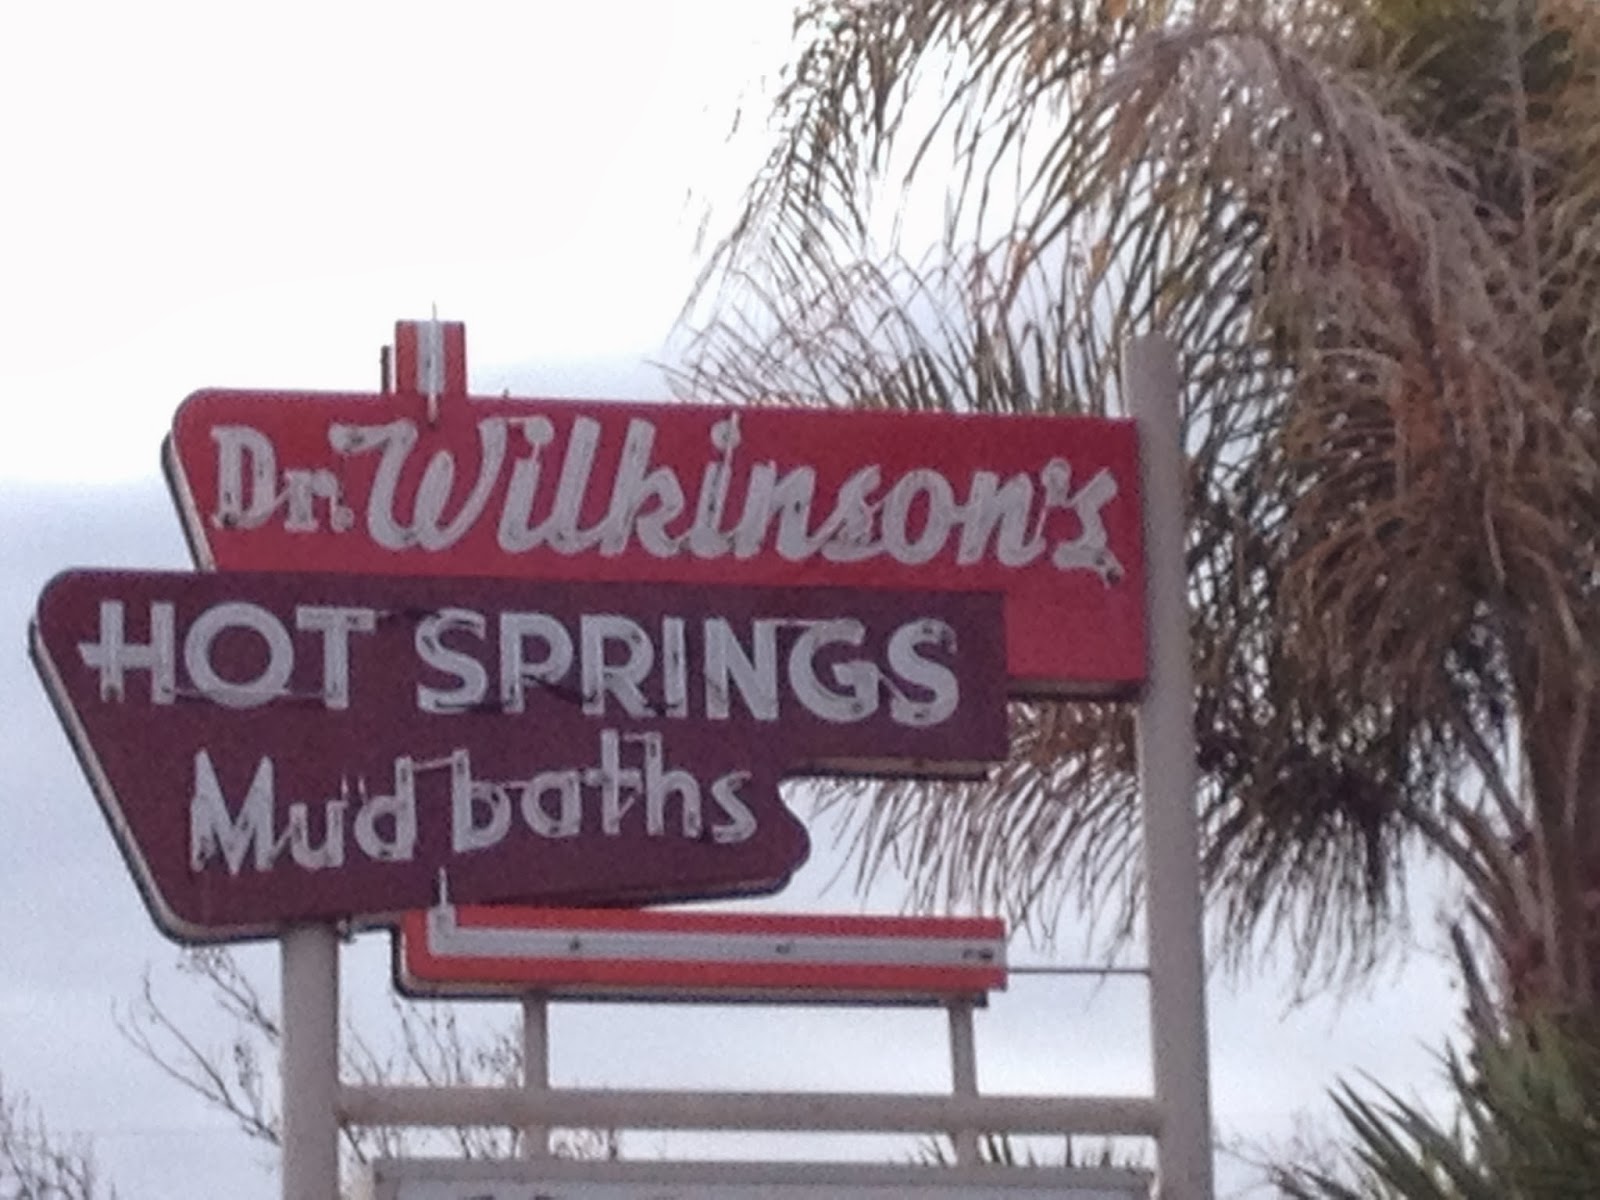 Dr. Wilkinson's
HOT SPRINGS
Mud baths